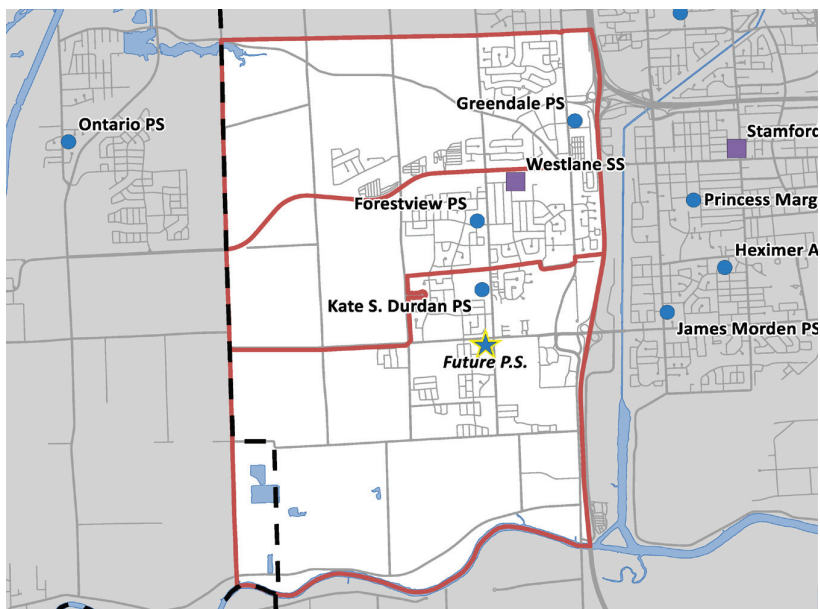 Greendale PS
Ontario PS
Stamford
Westlane SS
Forestview PS
Princess Marg
Heximer A
Kate S. Durdan PS
James Morden PS
Future P.S.